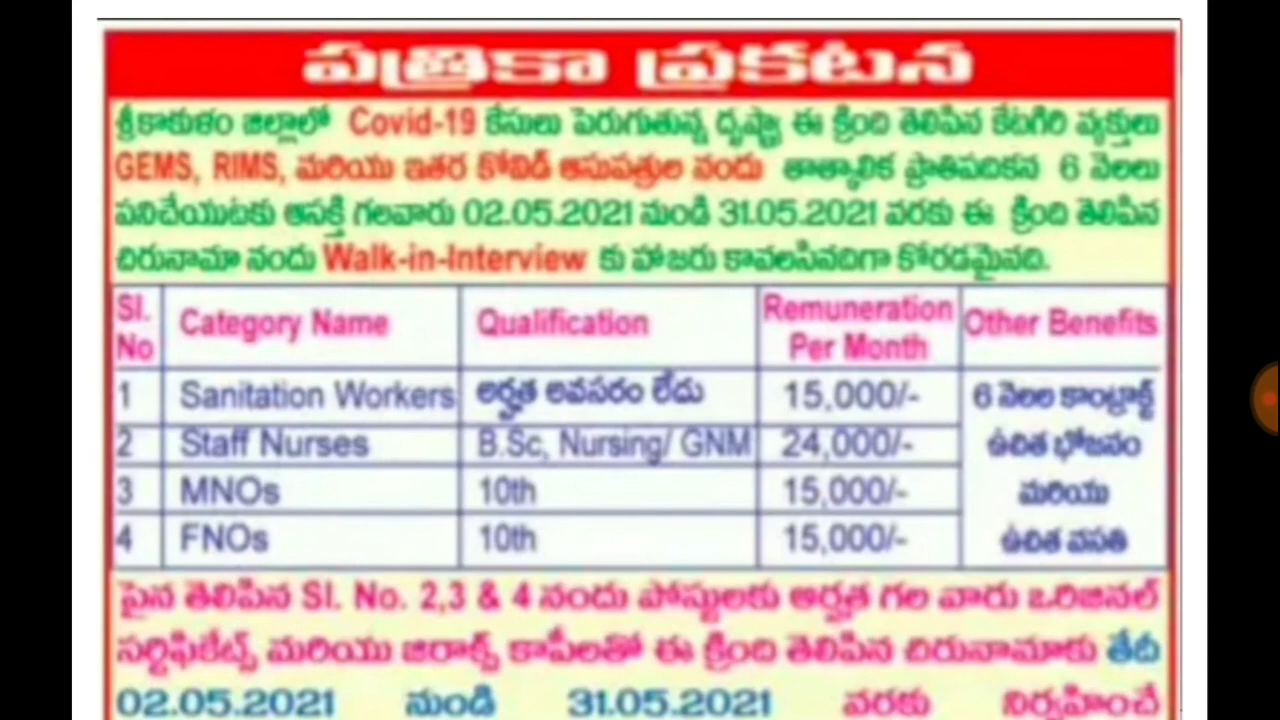 పత్రికా ప్రకటన
శ్రీకాకుళం జిల్లాలో Covid-19 కేసులు పెరుగుతున్న దృష్ట్యా ఈ క్రింది తెలిపిన కేటగిరి వ్యక్తులు
GEMS, RIMS, మరియు ఇతర కోవిడ్ ఆసుపత్రుల నందు తాత్కాలిక ప్రాతిపదికన 6 నెలలు
పనిచేయుటకు ఆసక్తి గలవారు 02.05.2021 నుండి 31.05.2021 వరకు ఈ క్రింది తెలిపిన
చిరునామా నందు Walk-in-Interview కు హాజరు కావలసినదిగా కోరడమైనది.
Sl. No Category Name Qualification Remuneration Per Month Other Benefits
1 Sanitation Workers అర్హత అవసరం లేదు 15,000/- 6 నెలల కాంట్రాక్ట్
2 Staff Nurses B.Sc, Nursing/ GNM 24,000/- ఉచిత భోజనం
3 MNOs 10th 15,000/- మరియు
4 FNOs 10th 15,000/- ఉచిత వసతి
పైన తెలిపిన Sl. No. 2,3 & 4 నందు పోస్టులకు అర్హత గల వారు ఒరిజినల్
సర్టిఫికేట్స్ మరియు జిరాక్స్ కాపీలతో ఈ క్రింది తెలిపిన చిరునామాకు తేదీ
02.05.2021 నుండి 31.05.2021 వరకు నిర్వహించే